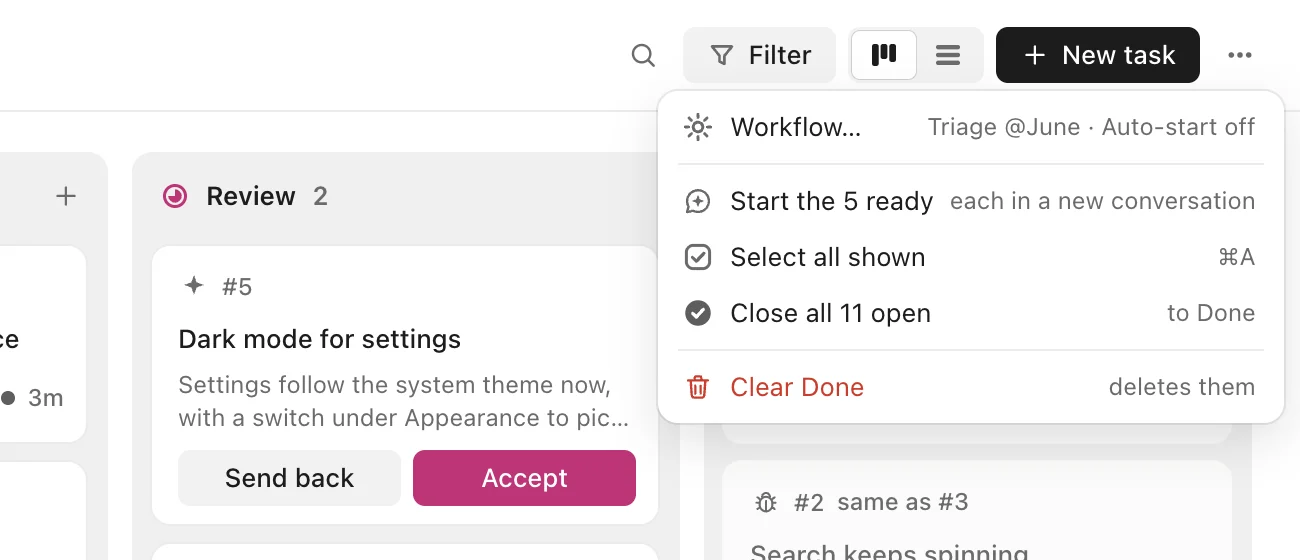 Filter
New task
Workflow... Triage @June · Auto-start off
Start the 5 ready each in a new conversation
Select all shown ⌘A
Close all 11 open to Done
Clear Done deletes them
3m
Review 2
#5
Dark mode for settings
Settings follow the system theme now,
with a switch under Appearance to pic...
Send back
Accept
#2 same as #3
Search keeps spinning